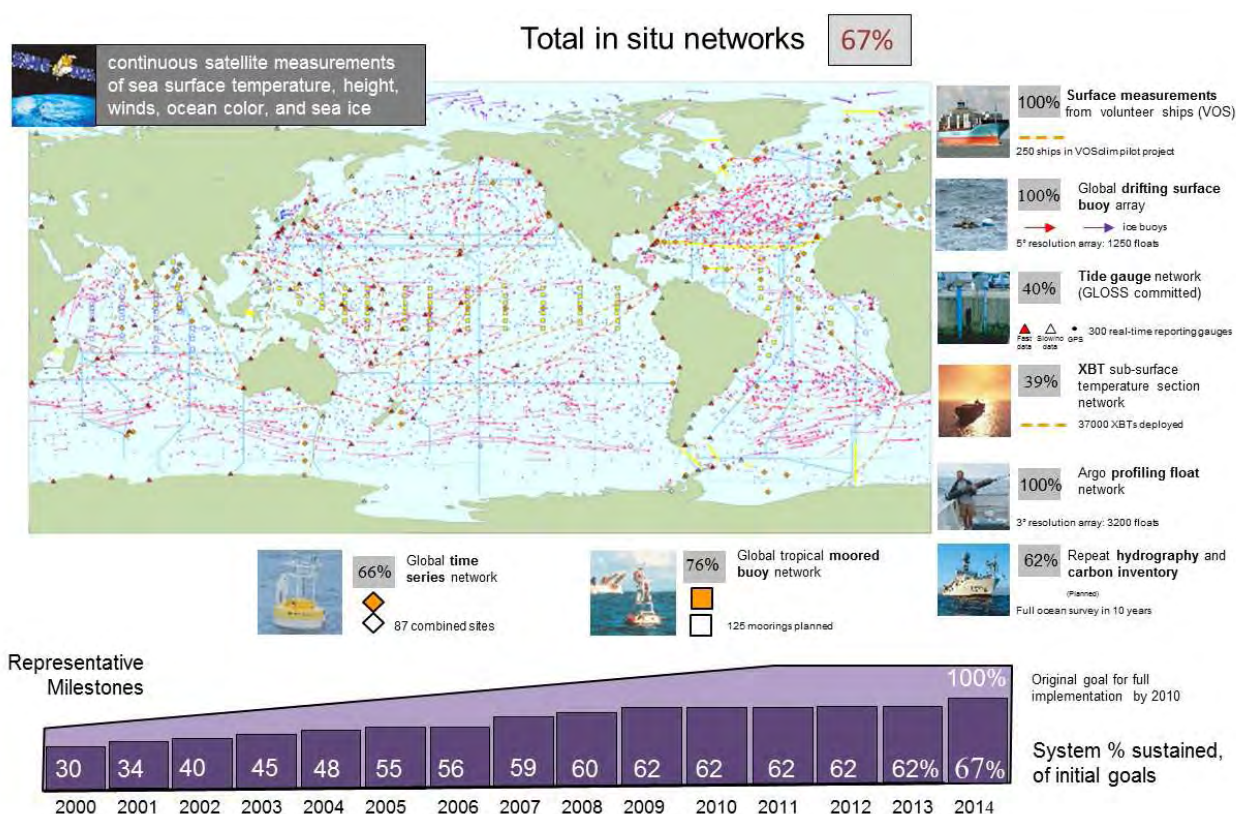 Total in situ networks 67%
continuous satellite measurements
of sea surface temperature, height,
winds, ocean color, and sea ice
100% Surface measurements
from volunteer ships (VOS)
250 ships in VOSclim pilot project
100% Global drifting surface
buoy array
ice buoys
5° resolution array: 1250 floats
40% Tide gauge network
(GLOSS committed)
Fast data Slow/no data GPS 300 real-time reporting gauges
39% XBT sub-surface
temperature section
network
37000 XBTs deployed
100% Argo profiling float
network
3° resolution array: 3200 floats
62% Repeat hydrography and
carbon inventory
(Planned)
Full ocean survey in 10 years
66% Global time
series network
87 combined sites
76% Global tropical moored
buoy network
125 moorings planned
Representative
Milestones
100%
Original goal for full
implementation by 2010
System % sustained,
of initial goals
30 34 40 45 48 55 56 59 60 62 62 62 62 62% 67%
2000 2001 2002 2003 2004 2005 2006 2007 2008 2009 2010 2011 2012 2013 2014